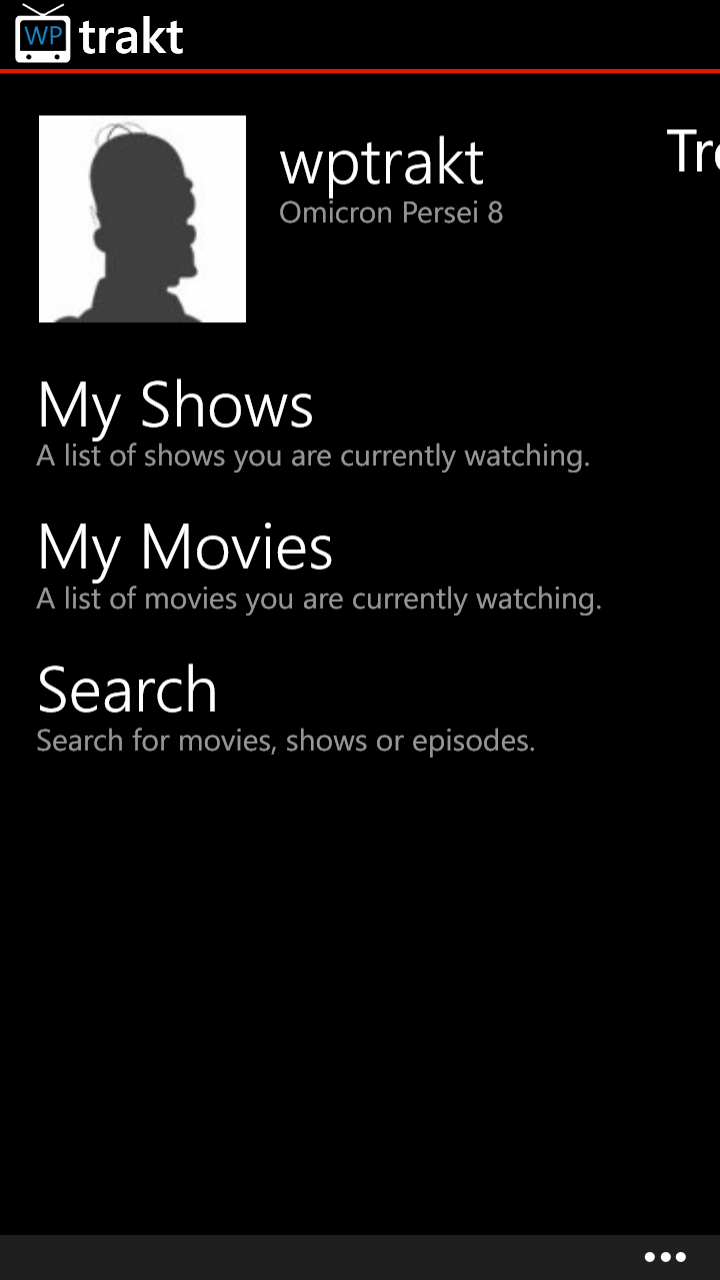 WP trakt
wptrakt
Omicron Persei 8
My Shows
A list of shows you are currently watching.
My Movies
A list of movies you are currently watching.
Search
Search for movies, shows or episodes.